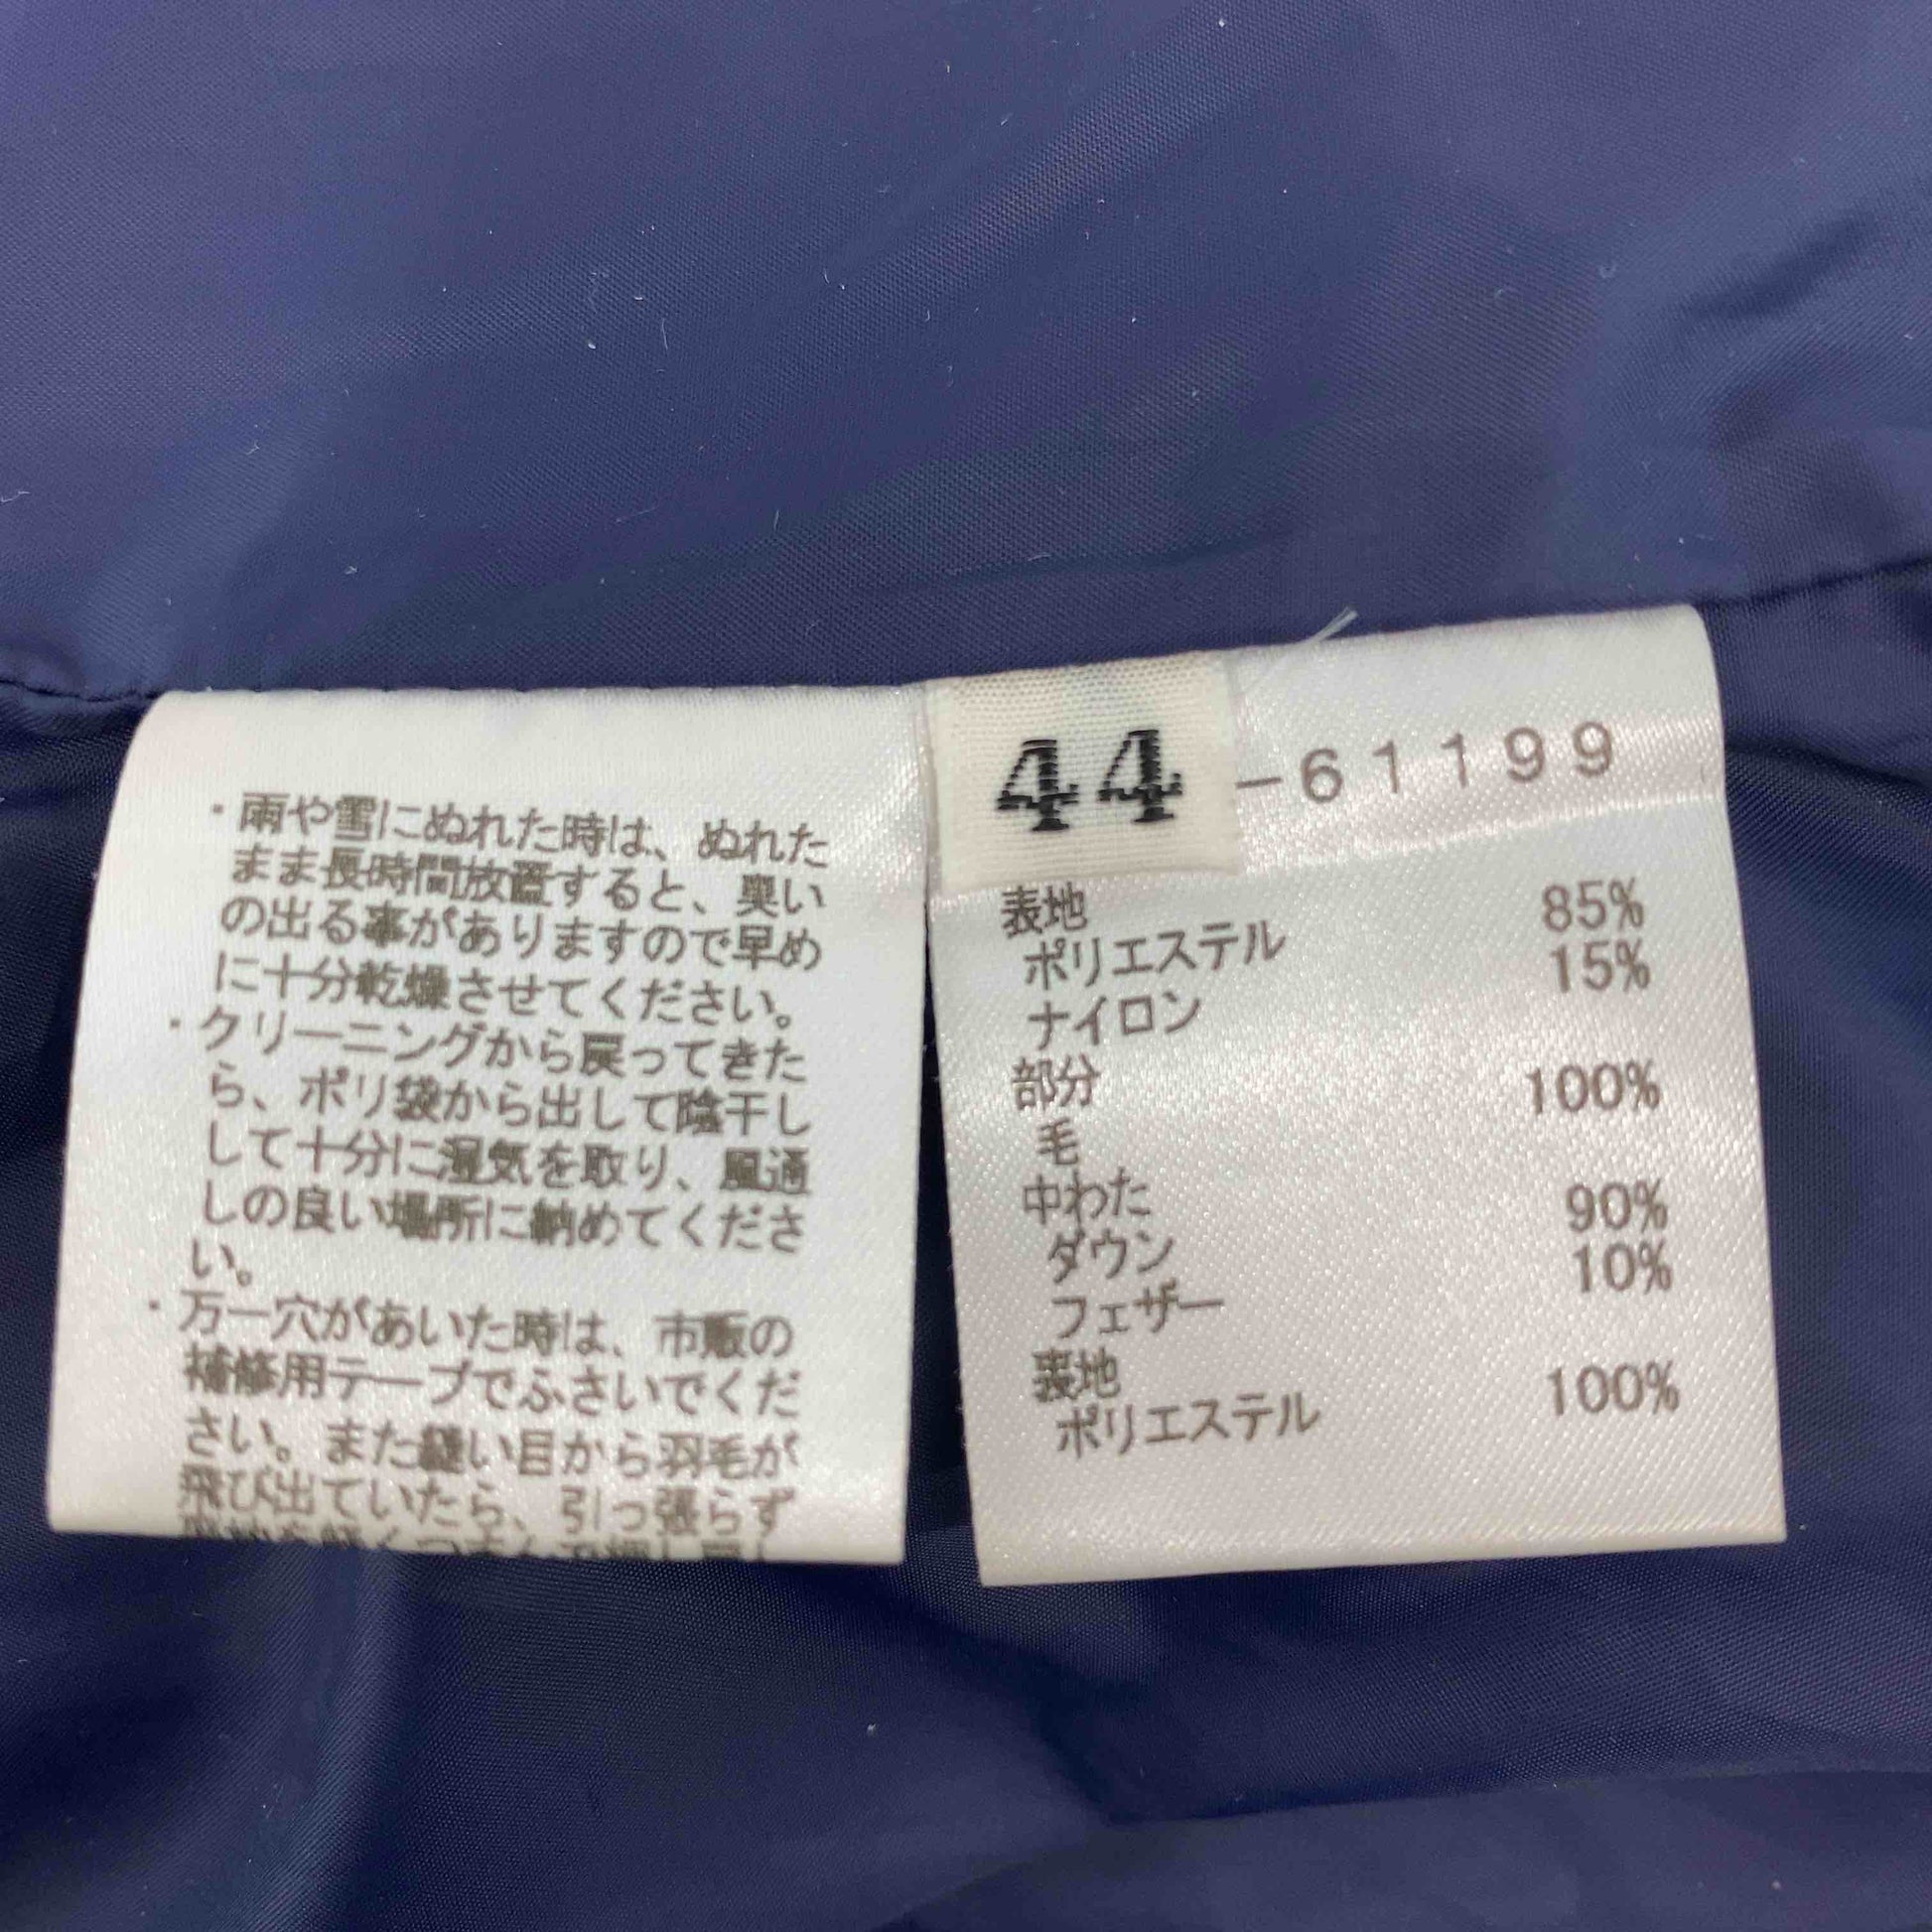 ・雨や雪にぬれた時は、ぬれた
まま長時間放置すると、臭い
の出る事がありますので早め
に十分乾燥させてください。
・クリーニングから戻ってきた
ら、ポリ袋から出して陰干し
して十分に湿気を取り、風通
しの良い場所に納めてくださ
い。
・万一穴があいた時は、市販の
補修用テープでふさいでくだ
さい。また縫い目から羽毛が
飛び出ていたら、引っ張らず
44
-61199
表地 85%
ポリエステル 15%
ナイロン
部分 100%
毛
中わた 90%
ダウン 10%
フェザー
裏地 100%
ポリエステル